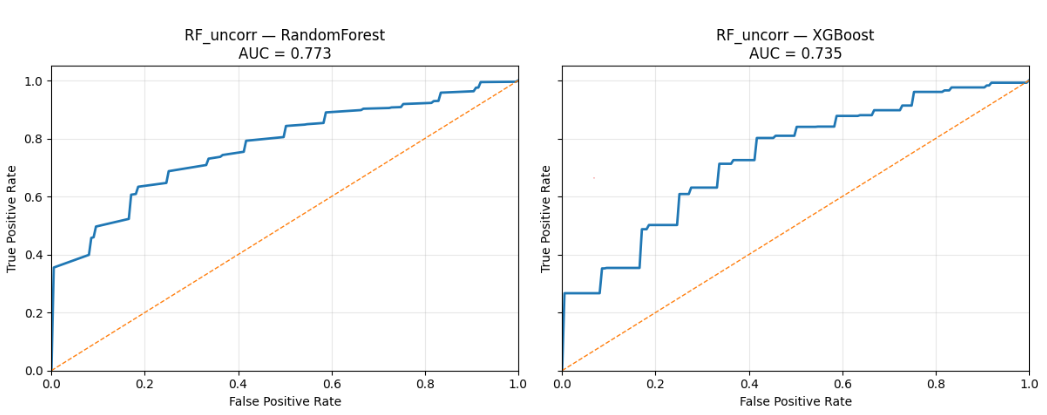 RF_uncorr — RandomForest
AUC = 0.773
True Positive Rate
1.0
0.8
0.6
0.4
0.2
0.0
0.0 0.2 0.4 0.6 0.8 1.0
False Positive Rate
RF_uncorr — XGBoost
AUC = 0.735
True Positive Rate
0.0 0.2 0.4 0.6 0.8 1.0
False Positive Rate